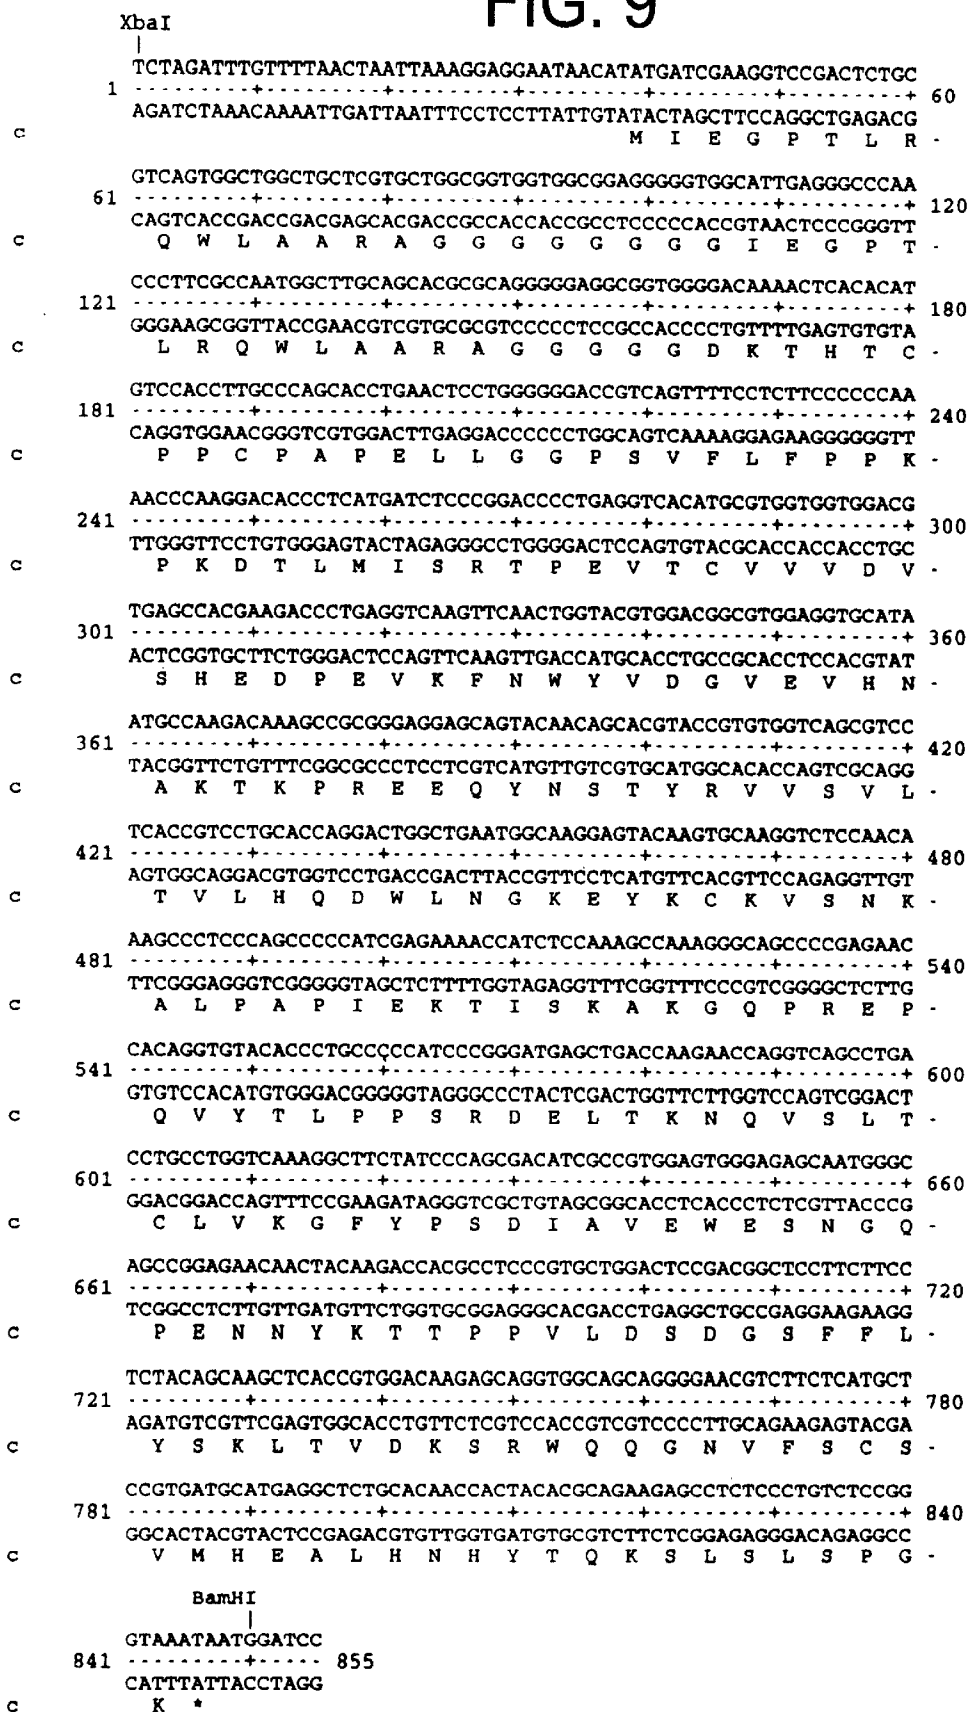 FIG. 9
XbaI
|
TCTAGATTTGTTTTAACTAATTAAAGGAGGAATAACATATGATCGAAGGTCCGACTCTGC
1 ---------+---------+---------+---------+---------+---------+ 60
AGATCTAAACAAAATTGATTAATTTCCTCCTTATTGTATACTAGCTTCCAGGCTGAGACG
c M I E G P T L R -
GTCAGTGGCTGGCTGCTCGTGCTGGCGGTGGTGGCGGAGGGGGTGGCATTGAGGGCCCAA
61 ---------+---------+---------+---------+---------+---------+ 120
CAGTCACCGACCGACGAGCACGACCGCCACCACCGCCTCCCCCACCGTAACTCCCGGGTT
c Q W L A A R A G G G G G G G G I E G P T -
CCCTTCGCCAATGGCTTGCAGCACGCGCAGGGGGAGGCGGTGGGGACAAAACTCACACAT
121 ---------+---------+---------+---------+---------+---------+ 180
GGGAAGCGGTTACCGAACGTCGTGCGCGTCCCCCTCCGCCACCCCTGTTTTGAGTGTGTA
c L R Q W L A A R A G G G G G D K T H T C -
GTCCACCTTGCCCAGCACCTGAACTCCTGGGGGGACCGTCAGTTTTCCTCTTCCCCCCAA
181 ---------+---------+---------+---------+---------+---------+ 240
CAGGTGGAACGGGTCGTGGACTTGAGGACCCCCCTGGCAGTCAAAAGGAGAAGGGGGGTT
c P P C P A P E L L G G P S V F L F P P K -
AACCCAAGGACACCCTCATGATCTCCCGGACCCCTGAGGTCACATGCGTGGTGGTGGACG
241 ---------+---------+---------+---------+---------+---------+ 300
TTGGGTTCCTGTGGGAGTACTAGAGGGCCTGGGGACTCCAGTGTACGCACCACCACCTGC
c P K D T L M I S R T P E V T C V V V D V -
TGAGCCACGAAGACCCTGAGGTCAAGTTCAACTGGTACGTGGACGGCGTGGAGGTGCATA
301 ---------+---------+---------+---------+---------+---------+ 360
ACTCGGTGCTTCTGGGACTCCAGTTCAAGTTGACCATGCACCTGCCGCACCTCCACGTAT
c S H E D P E V K F N W Y V D G V E V H N -
ATGCCAAGACAAAGCCGCGGGAGGAGCAGTACAACAGCACGTACCGTGTGGTCAGCGTCC
361 ---------+---------+---------+---------+---------+---------+ 420
TACGGTTCTGTTTCGGCGCCCTCCTCGTCATGTTGTCGTGCATGGCACACCAGTCGCAGG
c A K T K P R E E Q Y N S T Y R V V S V L -
TCACCGTCCTGCACCAGGACTGGCTGAATGGCAAGGAGTACAAGTGCAAGGTCTCCAACA
421 ---------+---------+---------+---------+---------+---------+ 480
AGTGGCAGGACGTGGTCCTGACCGACTTACCGTTCCTCATGTTCACGTTCCAGAGGTTGT
c T V L H Q D W L N G K E Y K C K V S N K -
AAGCCCTCCCAGCCCCCATCGAGAAAACCATCTCCAAAGCCAAAGGGCAGCCCCGAGAAC
481 ---------+---------+---------+---------+---------+---------+ 540
TTCGGGAGGGTCGGGGGTAGCTCTTTTGGTAGAGGTTTCGGTTTCCCGTCGGGGCTCTTG
c A L P A P I E K T I S K A K G Q P R E P -
CACAGGTGTACACCCTGCCCCCATCCCGGGATGAGCTGACCAAGAACCAGGTCAGCCTGA
541 ---------+---------+---------+---------+---------+---------+ 600
GTGTCCACATGTGGGACGGGGGTAGGGCCCTACTCGACTGGTTCTTGGTCCAGTCGGACT
c Q V Y T L P P S R D E L T K N Q V S L T -
CCTGCCTGGTCAAAGGCTTCTATCCCAGCGACATCGCCGTGGAGTGGGAGAGCAATGGGC
601 ---------+---------+---------+---------+---------+---------+ 660
GGACGGACCAGTTTCCGAAGATAGGGTCGCTGTAGCGGCACCTCACCCTCTCGTTACCCG
c C L V K G F Y P S D I A V E W E S N G Q -
AGCCGGAGAACAACTACAAGACCACGCCTCCCGTGCTGGACTCCGACGGCTCCTTCTTCC
661 ---------+---------+---------+---------+---------+---------+ 720
TCGGCCTCTTGTTGATGTTCTGGTGCGGAGGGCACGACCTGAGGCTGCCGAGGAAGAAGG
c P E N N Y K T T P P V L D S D G S F F L -
TCTACAGCAAGCTCACCGTGGACAAGAGCAGGTGGCAGCAGGGGAACGTCTTCTCATGCT
721 ---------+---------+---------+---------+---------+---------+ 780
AGATGTCGTTCGAGTGGCACCTGTTCTCGTCCACCGTCGTCCCCTTGCAGAAGAGTACGA
c Y S K L T V D K S R W Q Q G N V F S C S -
CCGTGATGCATGAGGCTCTGCACAACCACTACACGCAGAAGAGCCTCTCCCTGTCTCCGG
781 ---------+---------+---------+---------+---------+---------+ 840
GGCACTACGTACTCCGAGACGTGTTGGTGATGTGCGTCTTCTCGGAGAGGGACAGAGGCC
c V M H E A L H N H Y T Q K S L S L S P G -
BamHI
|
GTAAATAATGGATCC
841 ---------+----- 855
CATTTATTACCTAGG
c K *